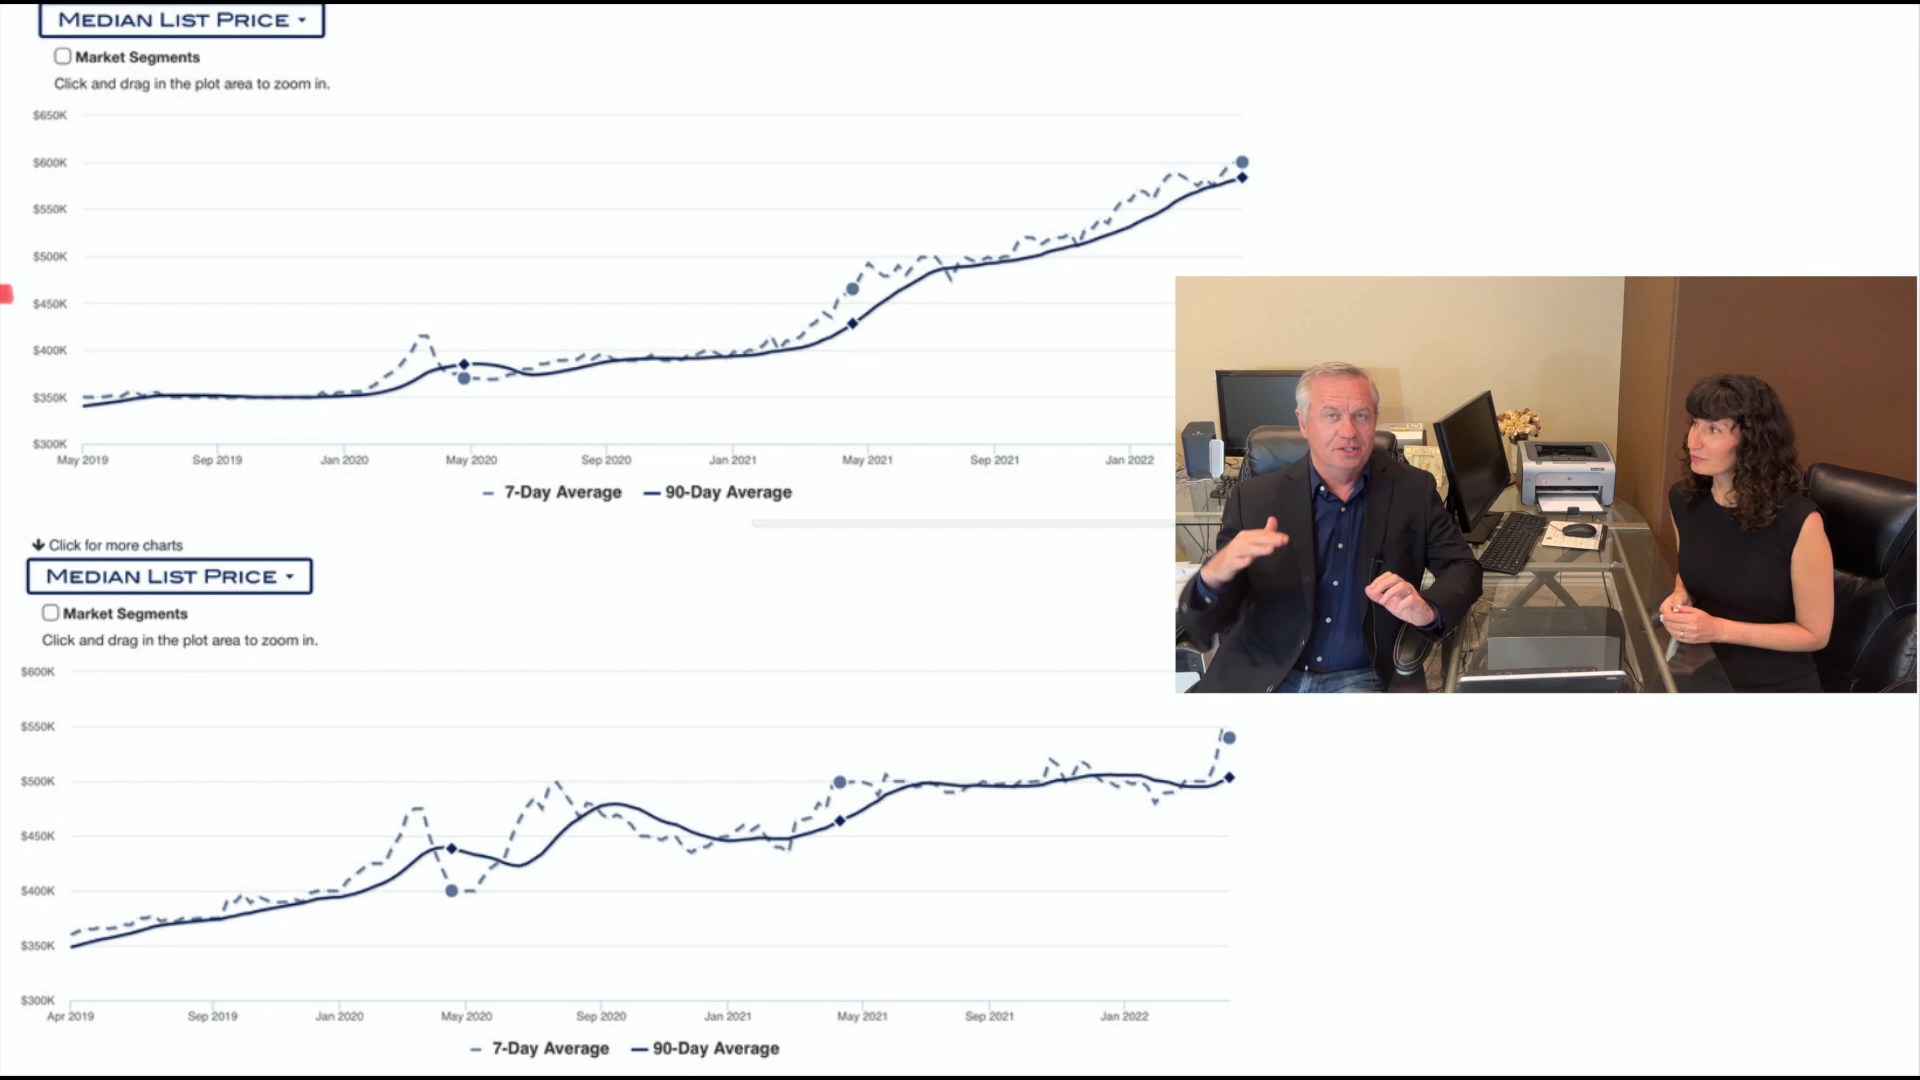 MEDIAN LIST PRICE
Market Segments
Click and drag in the plot area to zoom in.
$650K
$600K
$550K
$500K
$450K
$400K
$350K
$300K
May 2019 Sep 2019 Jan 2020 May 2020 Sep 2020 Jan 2021 May 2021 Sep 2021 Jan 2022
7-Day Average 90-Day Average
Click for more charts
MEDIAN LIST PRICE
Market Segments
Click and drag in the plot area to zoom in.
$600K
$550K
$500K
$450K
$400K
$350K
$300K
Apr 2019 Sep 2019 Jan 2020 May 2020 Sep 2020 Jan 2021 May 2021 Sep 2021 Jan 2022
7-Day Average 90-Day Average